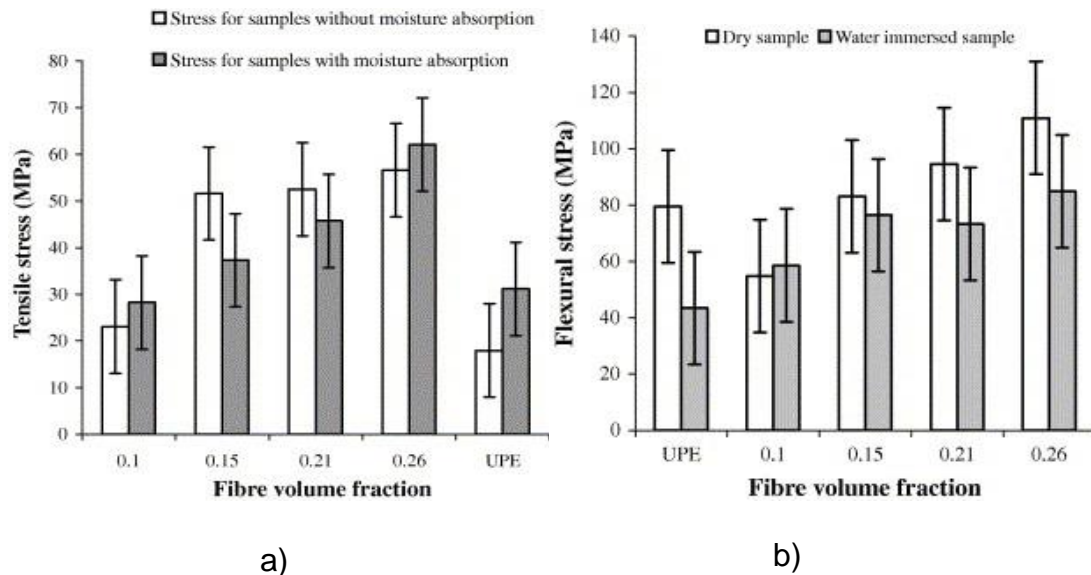 Stress for samples without moisture absorption
Stress for samples with moisture absorption
80
70
60
50
40
30
20
10
0
Tensile stress (MPa)
0.1 0.15 0.21 0.26 UPE
Fibre volume fraction
a)
Dry sample Water immersed sample
140
120
100
80
60
40
20
0
Flexural stress (MPa)
UPE 0.1 0.15 0.21 0.26
Fibre volume fraction
b)